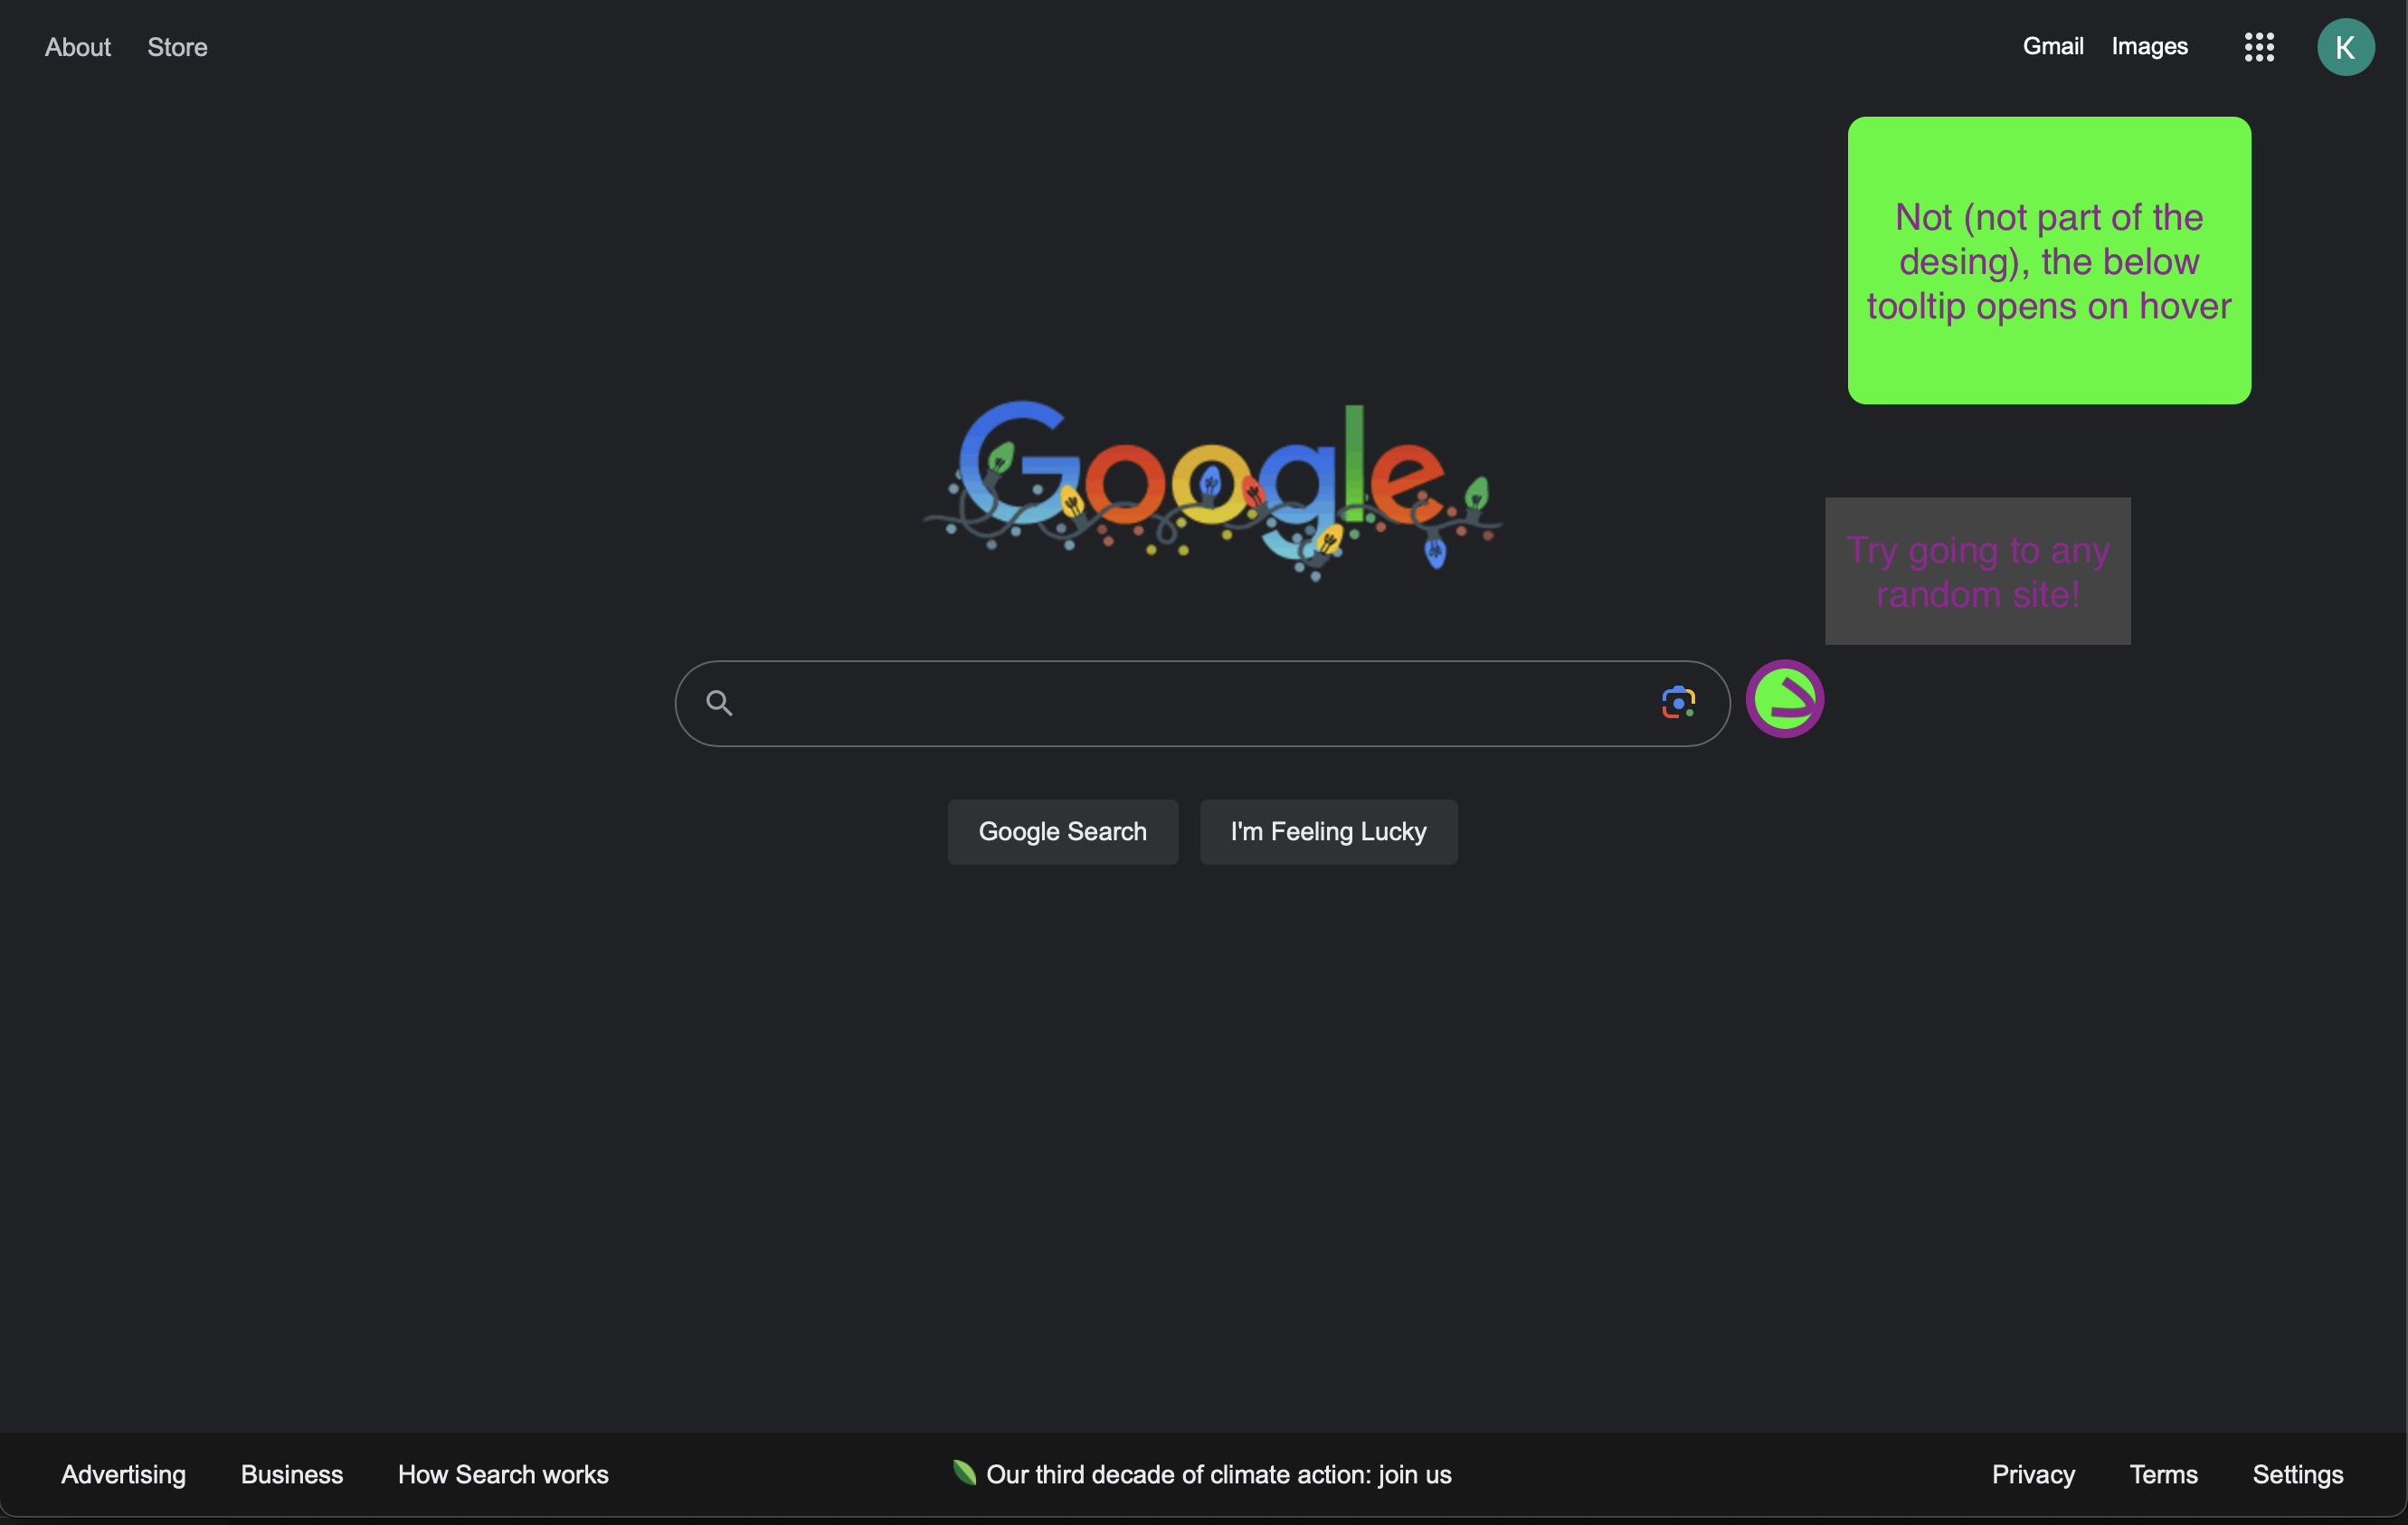 About Store
Gmail Images
K
Not (not part of the
desing), the below
tooltip opens on hover
Google
Try going to any
random site!
Google Search
I'm Feeling Lucky
Advertising Business How Search works
Our third decade of climate action: join us
Privacy Terms Settings